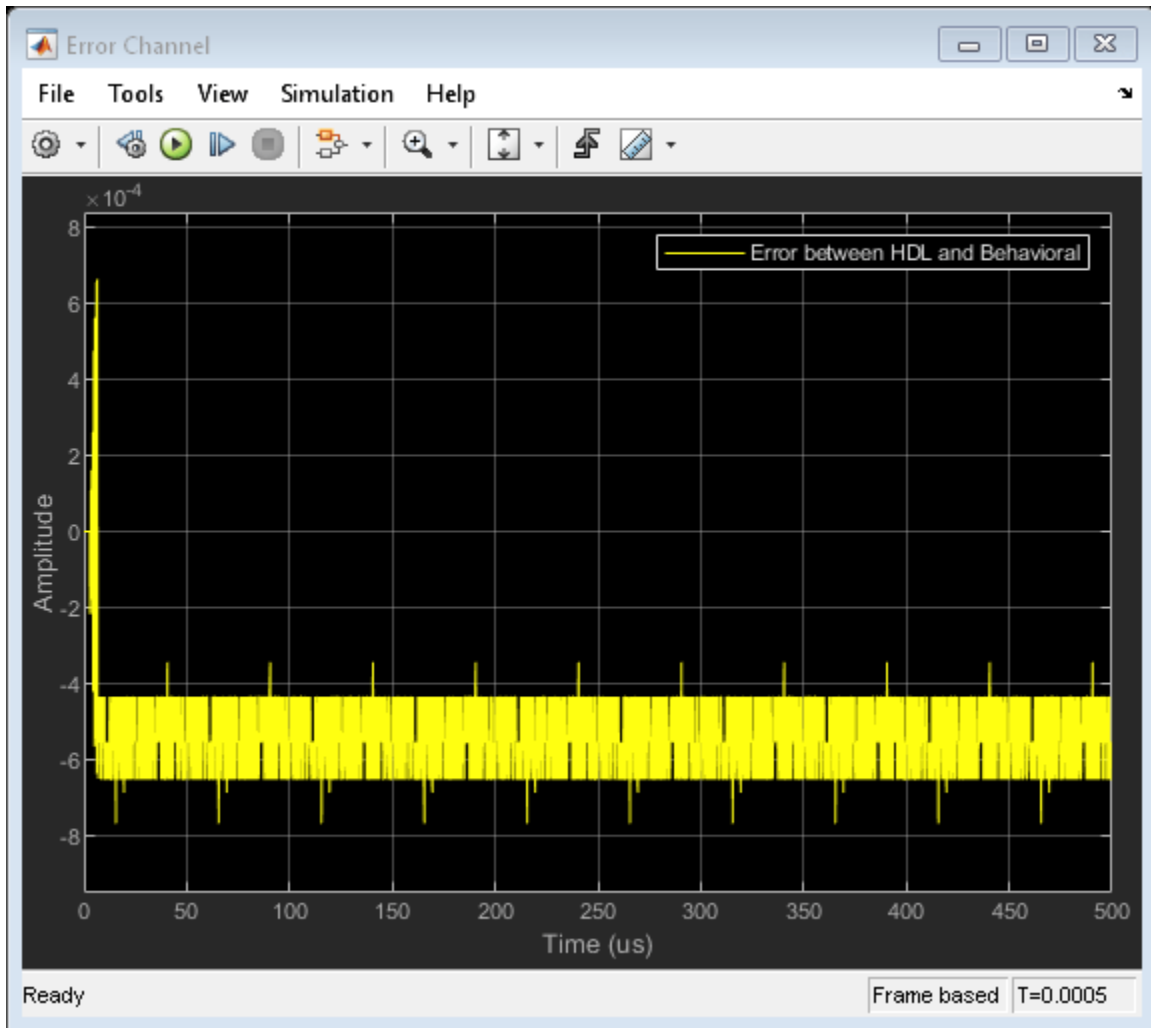 Error Channel
File Tools View Simulation Help
×10-4
8
6
4
2
0
-2
-4
-6
-8
Amplitude
Error between HDL and Behavioral
0 50 100 150 200 250 300 350 400 450 500
Time (us)
Ready Frame based T=0.0005